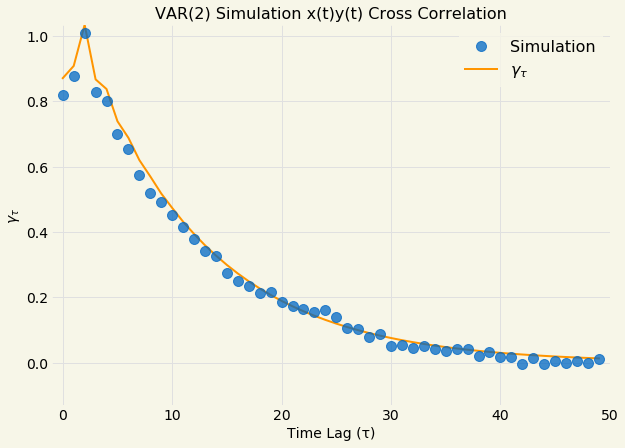 VAR(2) Simulation x(t)y(t) Cross Correlation
Simulation
γτ
1.0
0.8
0.6
0.4
0.2
0.0
γτ
0 10 20 30 40 50
Time Lag (τ)